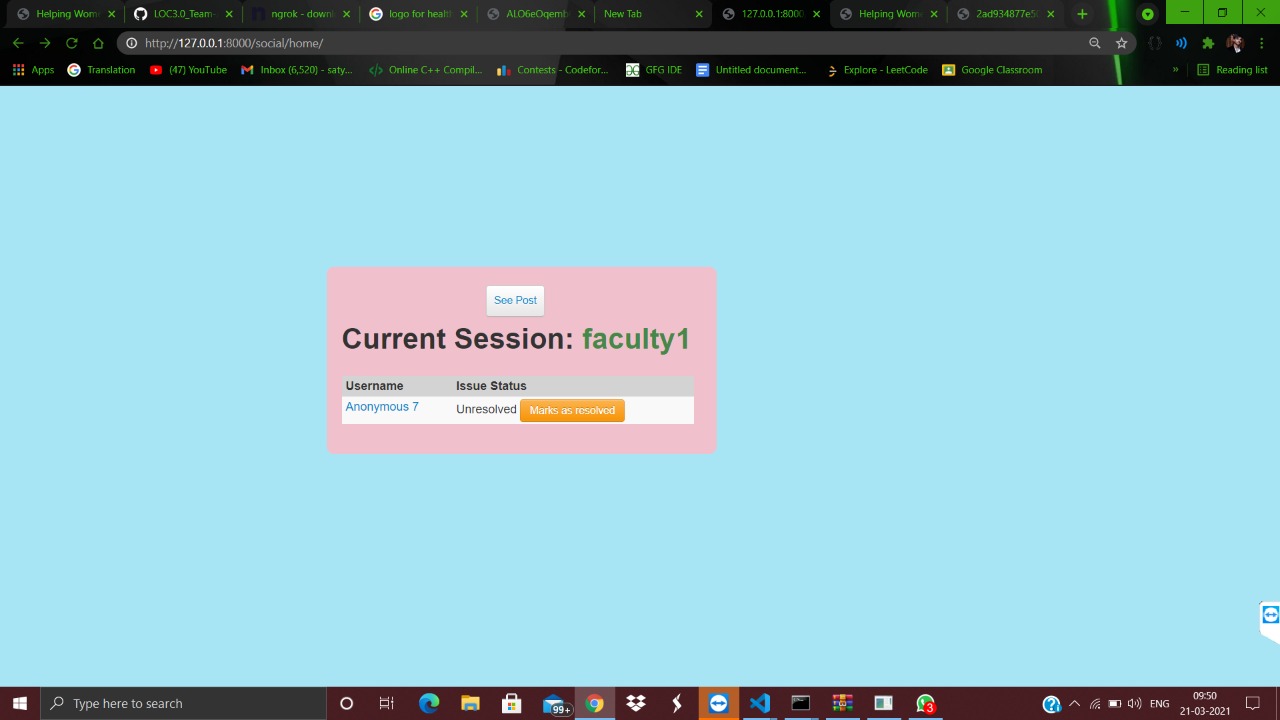 Helping Wome
LOC3.0_Team-
ngrok - downl
logo for health
ALO6eOqemb
New Tab
127.0.0.1:8000
Helping Wome
2ad934877e5
http://127.0.0.1:8000/social/home/
Apps
Translation
(47) YouTube
Inbox (6,520) - saty...
Online C++ Compil...
Contests - Codefor...
GFG IDE
Untitled document...
Explore - LeetCode
Google Classroom
»
Reading list
See Post
Current Session: faculty1
Username Issue Status
Anonymous 7 Unresolved Marks as resolved
Type here to search
99+
3
ENG
09:50
21-03-2021